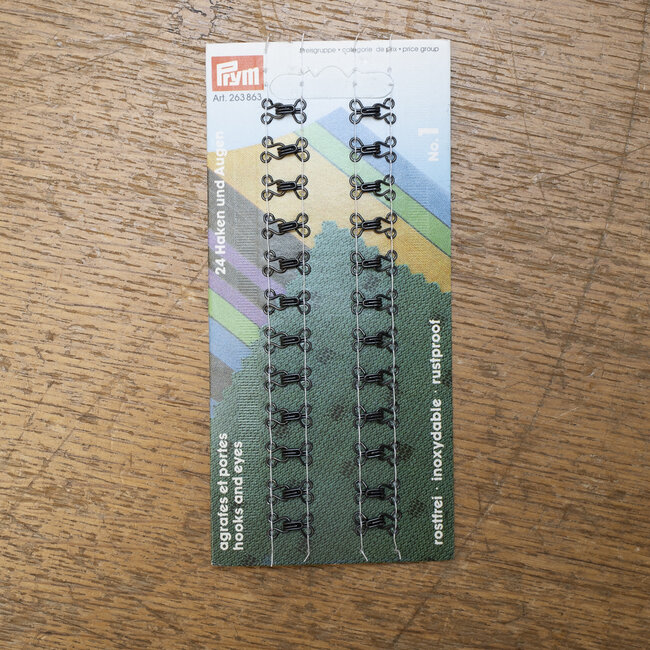 Preisgruppe • catégorie de prix • price group
Prym
Art. 263 863
No. 1
24 Haken und Augen
agrafes et portes
hooks and eyes
rostfrei · inoxydable · rustproof